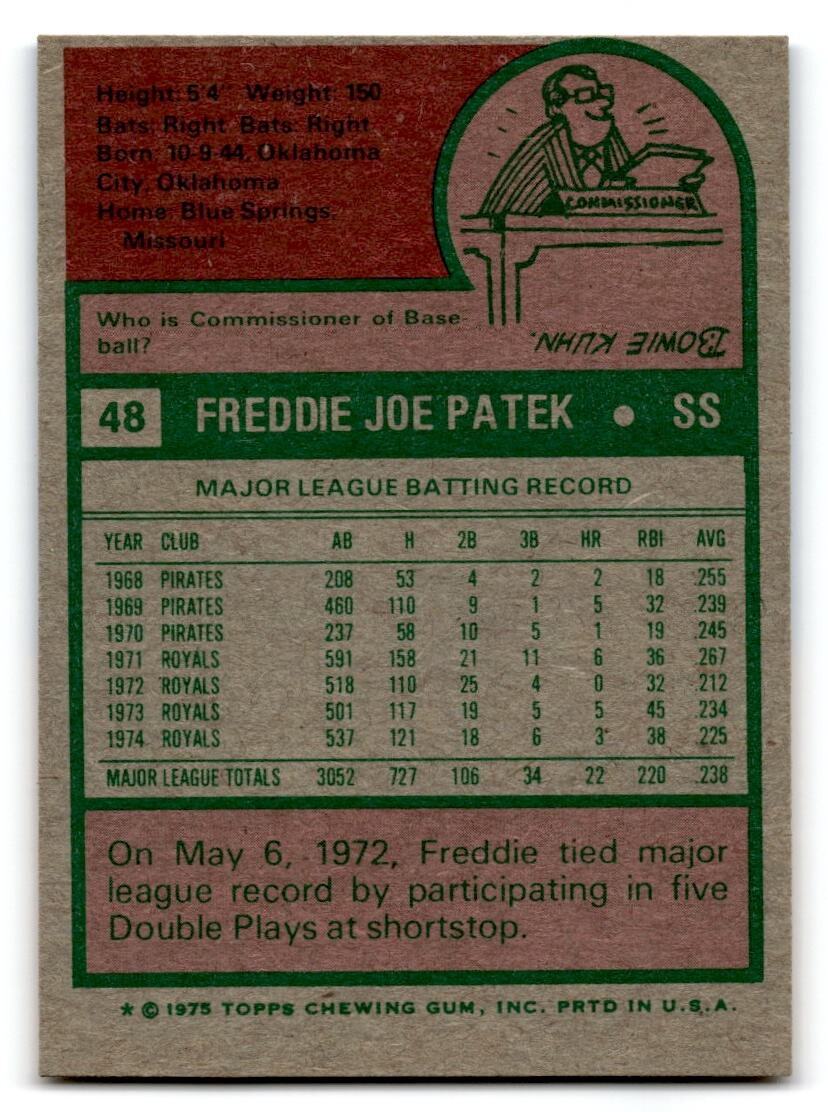 Height: 5'4" Weight: 150
Bats: Right Bats: Right
Born: 10-9-44, Oklahoma
City, Oklahoma
Home: Blue Springs,
Missouri
COMMISSIONER
Who is Commissioner of Base-
ball?
BOWIE KUHN.
48 FREDDIE JOE PATEK • SS
MAJOR LEAGUE BATTING RECORD
YEAR CLUB AB H 2B 3B HR RBI AVG
1968 PIRATES 208 53 4 2 2 18 .255
1969 PIRATES 460 110 9 1 5 32 .239
1970 PIRATES 237 58 10 5 1 19 .245
1971 ROYALS 591 158 21 11 6 36 .267
1972 ROYALS 518 110 25 4 0 32 .212
1973 ROYALS 501 117 19 5 5 45 .234
1974 ROYALS 537 121 18 6 3 38 .225
MAJOR LEAGUE TOTALS 3052 727 106 34 22 220 .238
On May 6, 1972, Freddie tied major
league record by participating in five
Double Plays at shortstop.
* © 1975 TOPPS CHEWING GUM, INC. PRTD IN U.S.A.